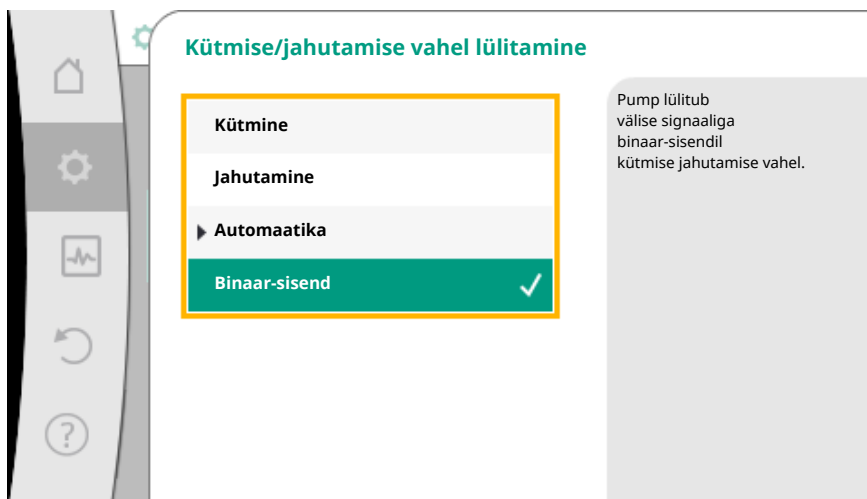 Kütmise/jahutamise vahel lülitamine
Kütmine
Jahutamine
Automaatika
Binaar-sisend
Pump lülitub
välise signaaliga
binaar-sisendil
kütmise jahutamise vahel.
?